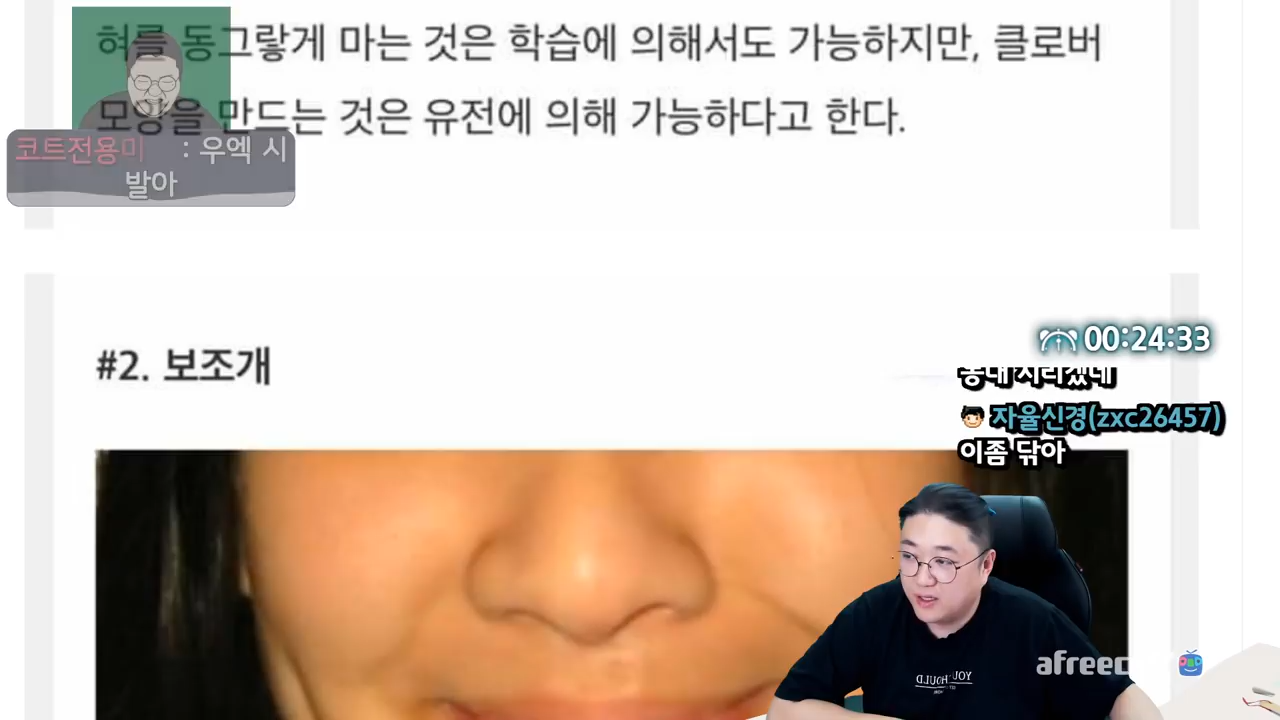 혀를 동그랗게 마는 것은 학습에 의해서도 가능하지만, 클로버
모양을 만드는 것은 유전에 의해 가능하다고 한다.
코트전용미 : 우엑 시
발아
#2. 보조개
00:24:33
자율신경(zxc26457)
이좀 닦아
afreec